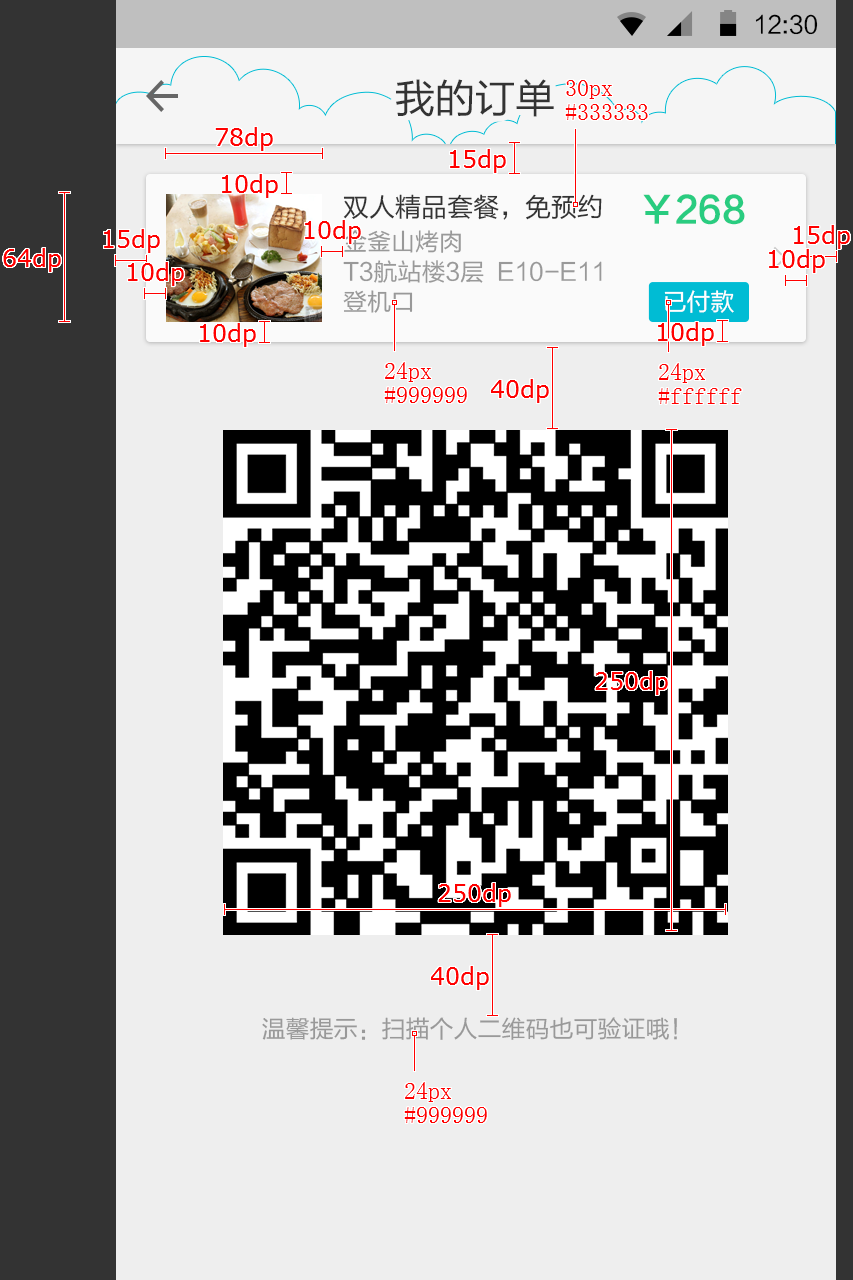 12:30
我的订单
30px
#333333
78dp
15dp
10dp
双人精品套餐，免预约
￥268
10dp
金釜山烤肉
15dp
15dp
64dp
10dp
10dp
T3航站楼3层 E10-E11
登机口
已付款
10dp
10dp
24px
#999999
40dp
24px
#ffffff
250dp
250dp
40dp
温馨提示：扫描个人二维码也可验证哦！
24px
#999999